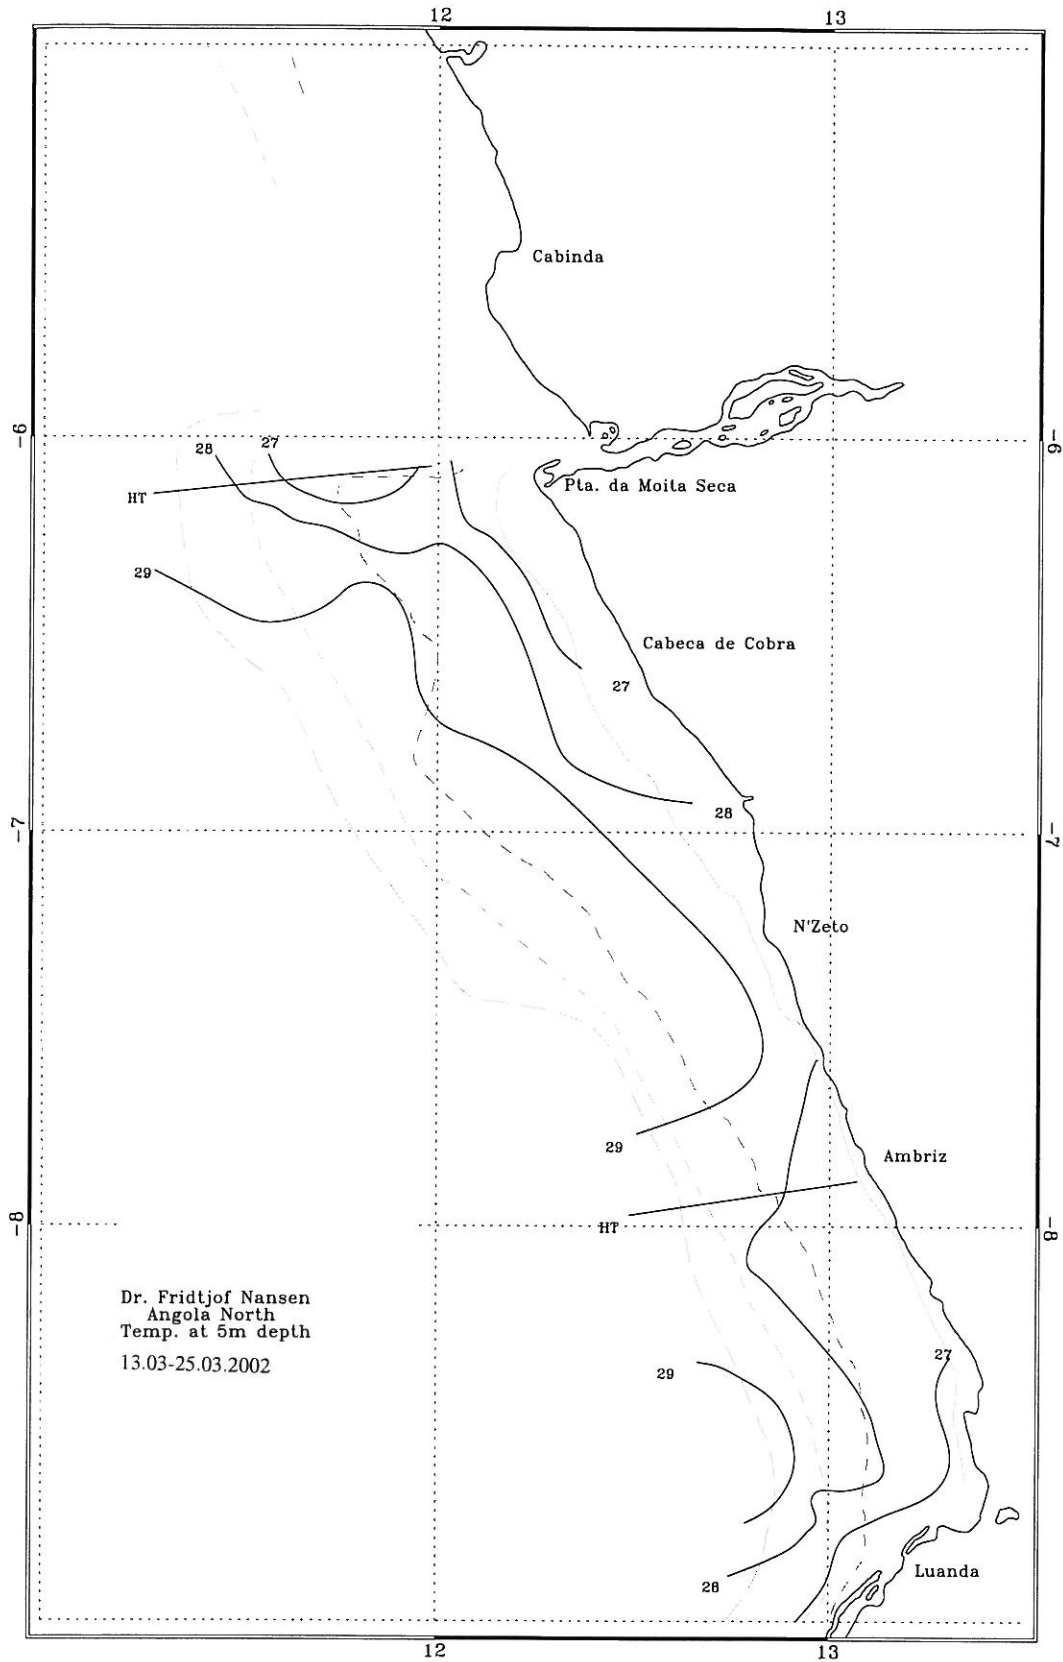 12
13
Cabinda
-6
-6
27
28
HT
Pta. da Moita Seca
29
Cabeca de Cobra
27
28
-7
-7
N'Zeto
29
Ambriz
HT
-8
-8
Dr. Fridtjof Nansen
Angola North
Temp. at 5m depth
13.03-25.03.2002
27
29
28
Luanda
12
13